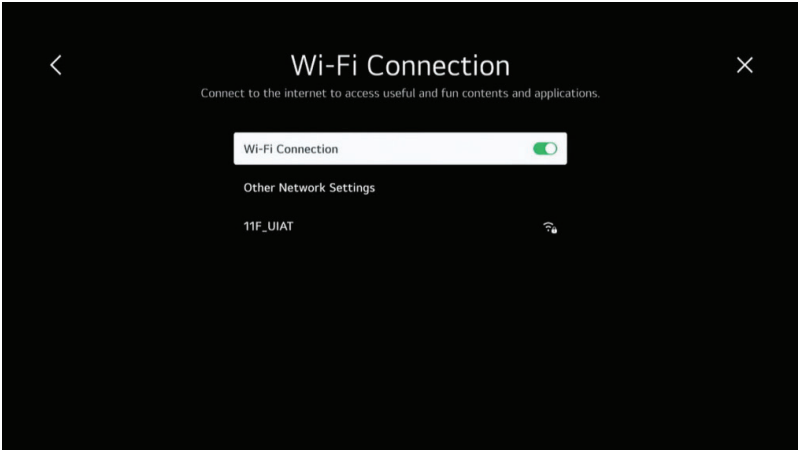 Wi-Fi Connection
Connect to the internet to access useful and fun contents and applications.
Wi-Fi Connection
Other Network Settings
11F_UIAT